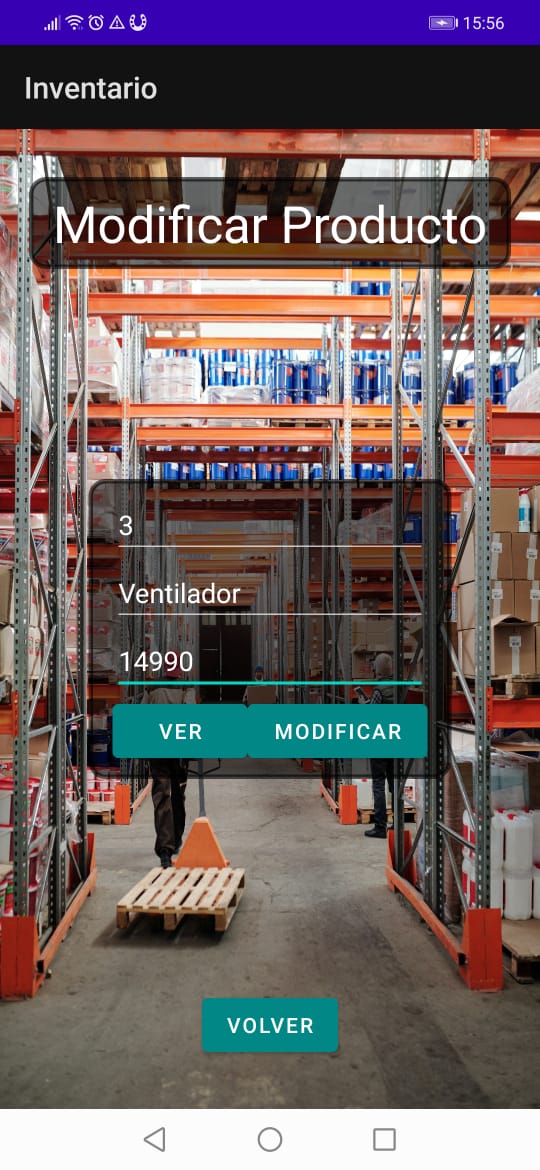 15:56
Inventario
Modificar Producto
3
Ventilador
14990
VER MODIFICAR
VOLVER